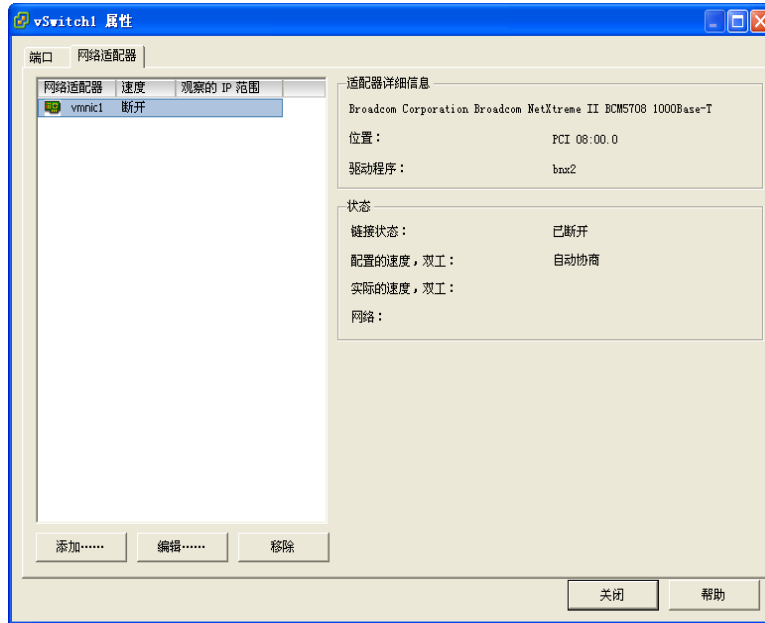 vSwitch1 属性
端口 网络适配器
网络适配器 速度 观察的 IP 范围
vmnic1 断开
适配器详细信息
Broadcom Corporation Broadcom NetXtreme II BCM5708 1000Base-T
位置： PCI 08:00.0
驱动程序： bnx2
状态
链接状态： 已断开
配置的速度，双工： 自动协商
实际的速度，双工：
网络：
添加…… 编辑…… 移除
关闭 帮助